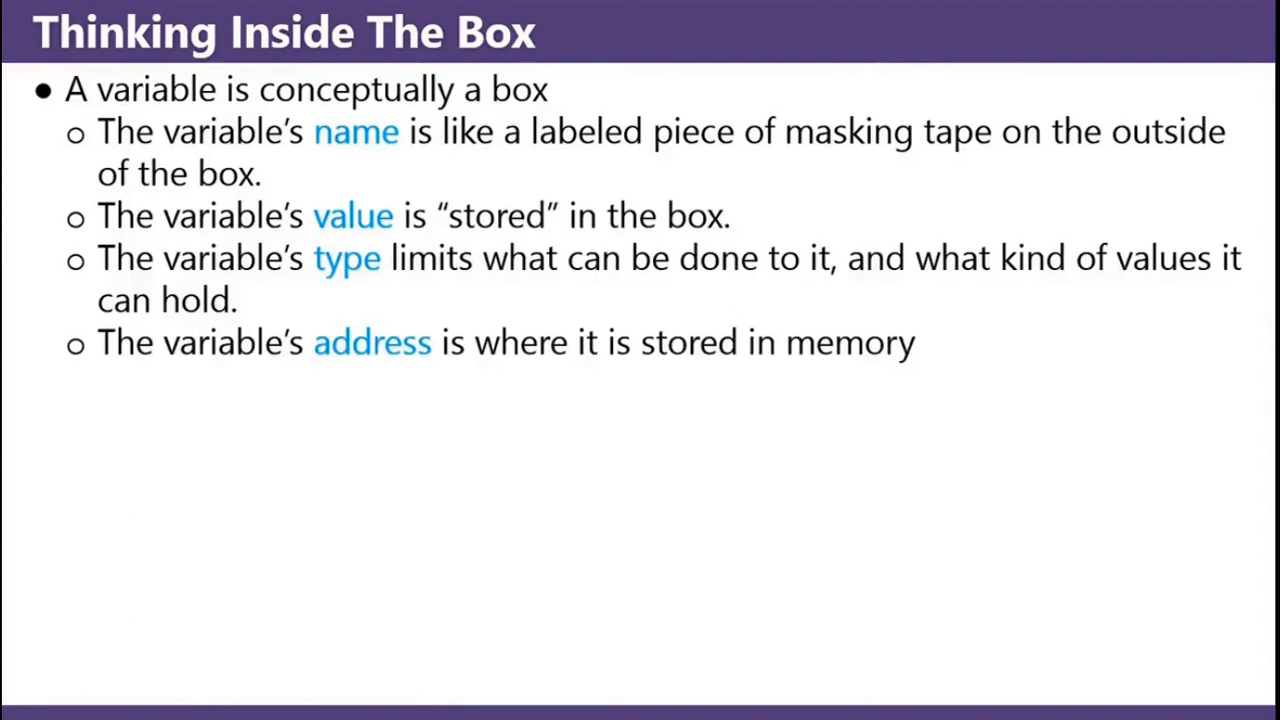 Thinking Inside The Box
● A variable is conceptually a box
○ The variable's name is like a labeled piece of masking tape on the outside
of the box.
○ The variable's value is “stored” in the box.
○ The variable's type limits what can be done to it, and what kind of values it
can hold.
○ The variable's address is where it is stored in memory